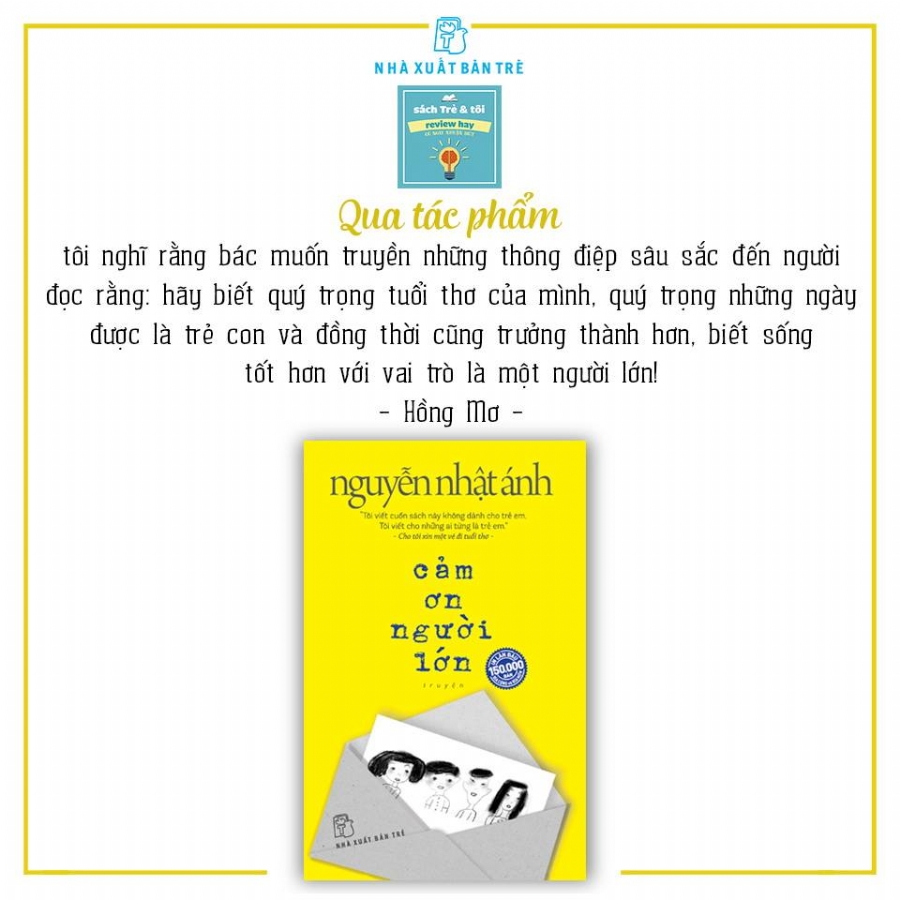 NHÀ XUẤT BẢN TRẺ
sách Trẻ & tôi
review hay
Qua tác phẩm
tôi nghĩ rằng bác muốn truyền những thông điệp sâu sắc đến người
đọc rằng: hãy biết quý trọng tuổi thơ của mình, quý trọng những ngày
được là trẻ con và đồng thời cũng trưởng thành hơn, biết sống
tốt hơn với vai trò là một người lớn!
- Hồng Mơ -
nguyễn nhật ánh
"Tôi viết cuốn sách này không dành cho trẻ em.
Tôi viết cho những ai từng là trẻ em."
- Cho tôi xin một vé đi tuổi thơ -
cảm
ơn
người
lớn
truyện
IN LẦN ĐẦU
150.000
BẢN
NHÀ XUẤT BẢN TRẺ